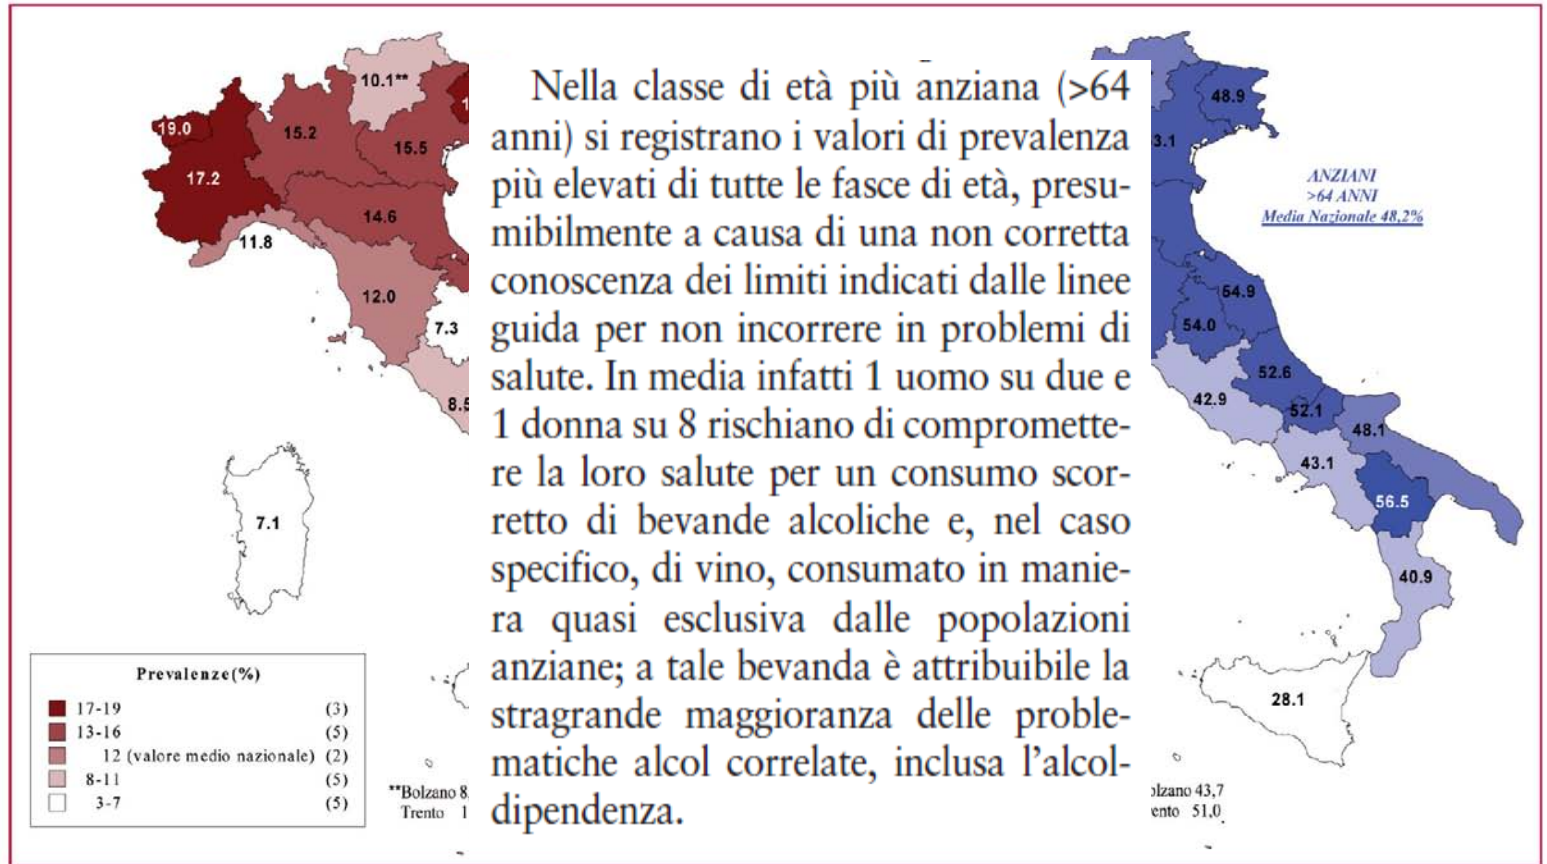 10.1**
19.0
15.2
15.5
17.2
14.6
11.8
12.0
7.3
7.1
Prevalenze(%)
17-19 (3)
13-16 (5)
12 (valore medio nazionale) (2)
8-11 (5)
3-7 (5)
**Bolzano
Trento
Nella classe di età più anziana (>64
anni) si registrano i valori di prevalenza
più elevati di tutte le fasce di età, presu-
mibilmente a causa di una non corretta
conoscenza dei limiti indicati dalle linee
guida per non incorrere in problemi di
salute. In media infatti 1 uomo su due e
1 donna su 8 rischiano di compromette-
re la loro salute per un consumo scor-
retto di bevande alcoliche e, nel caso
specifico, di vino, consumato in manie-
ra quasi esclusiva dalle popolazioni
anziane; a tale bevanda è attribuibile la
stragrande maggioranza delle proble-
matiche alcol correlate, inclusa l'alcol-
dipendenza.
48.9
3.1
ANZIANI
>64 ANNI
Media Nazionale 48,2%
54.9
54.0
52.6
42.9
52.1
48.1
43.1
56.5
40.9
28.1
olzano 43,7
ento 51,0